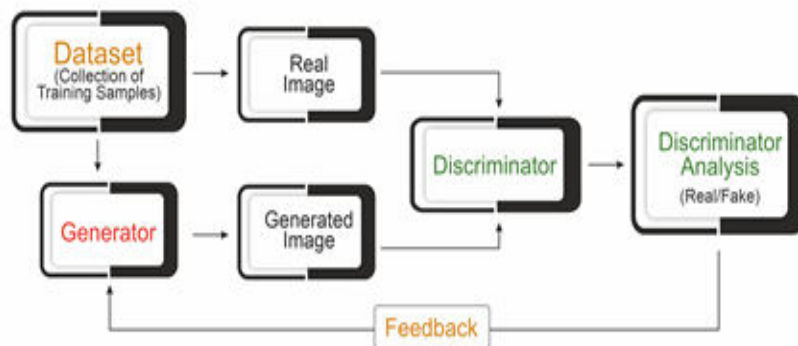 Dataset
(Collection of
Training Samples)
Real
Image
Generator
Generated
Image
Discriminator
Discriminator
Analysis
(Real/Fake)
Feedback